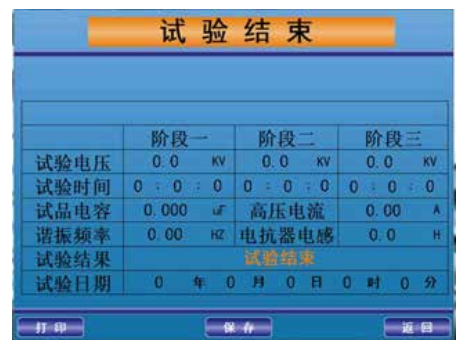 试验结束
阶段一 阶段二 阶段三
试验电压 0.0 KV 0.0 KV 0.0 KV
试验时间 0 : 0 : 0 0 : 0 : 0 0 : 0 : 0
试品电容 0.000 uF 高压电流 0.00 A
谐振频率 0.00 HZ 电抗器电感 0.0 H
试验结果 试验结束
试验日期 0 年 0 月 0 日 0 时 0 分
打印 保存 返回